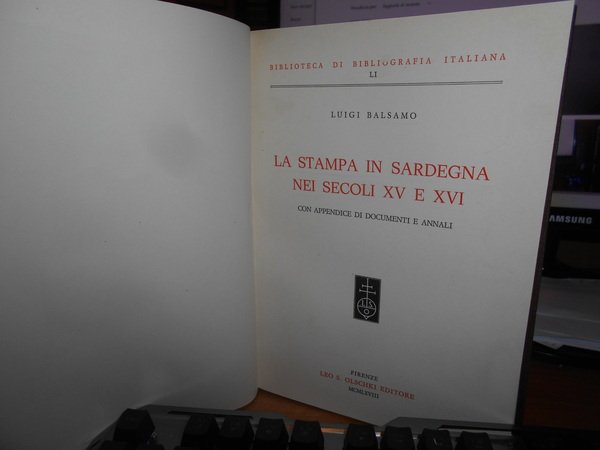 BIBLIOTECA DI BIBLIOGRAFIA ITALIANA
LI
LUIGI BALSAMO
LA STAMPA IN SARDEGNA
NEI SECOLI XV E XVI
CON APPENDICE DI DOCUMENTI E ANNALI
FIRENZE
LEO S. OLSCHKI EDITORE
MCMLXVIII
SAMSUNG